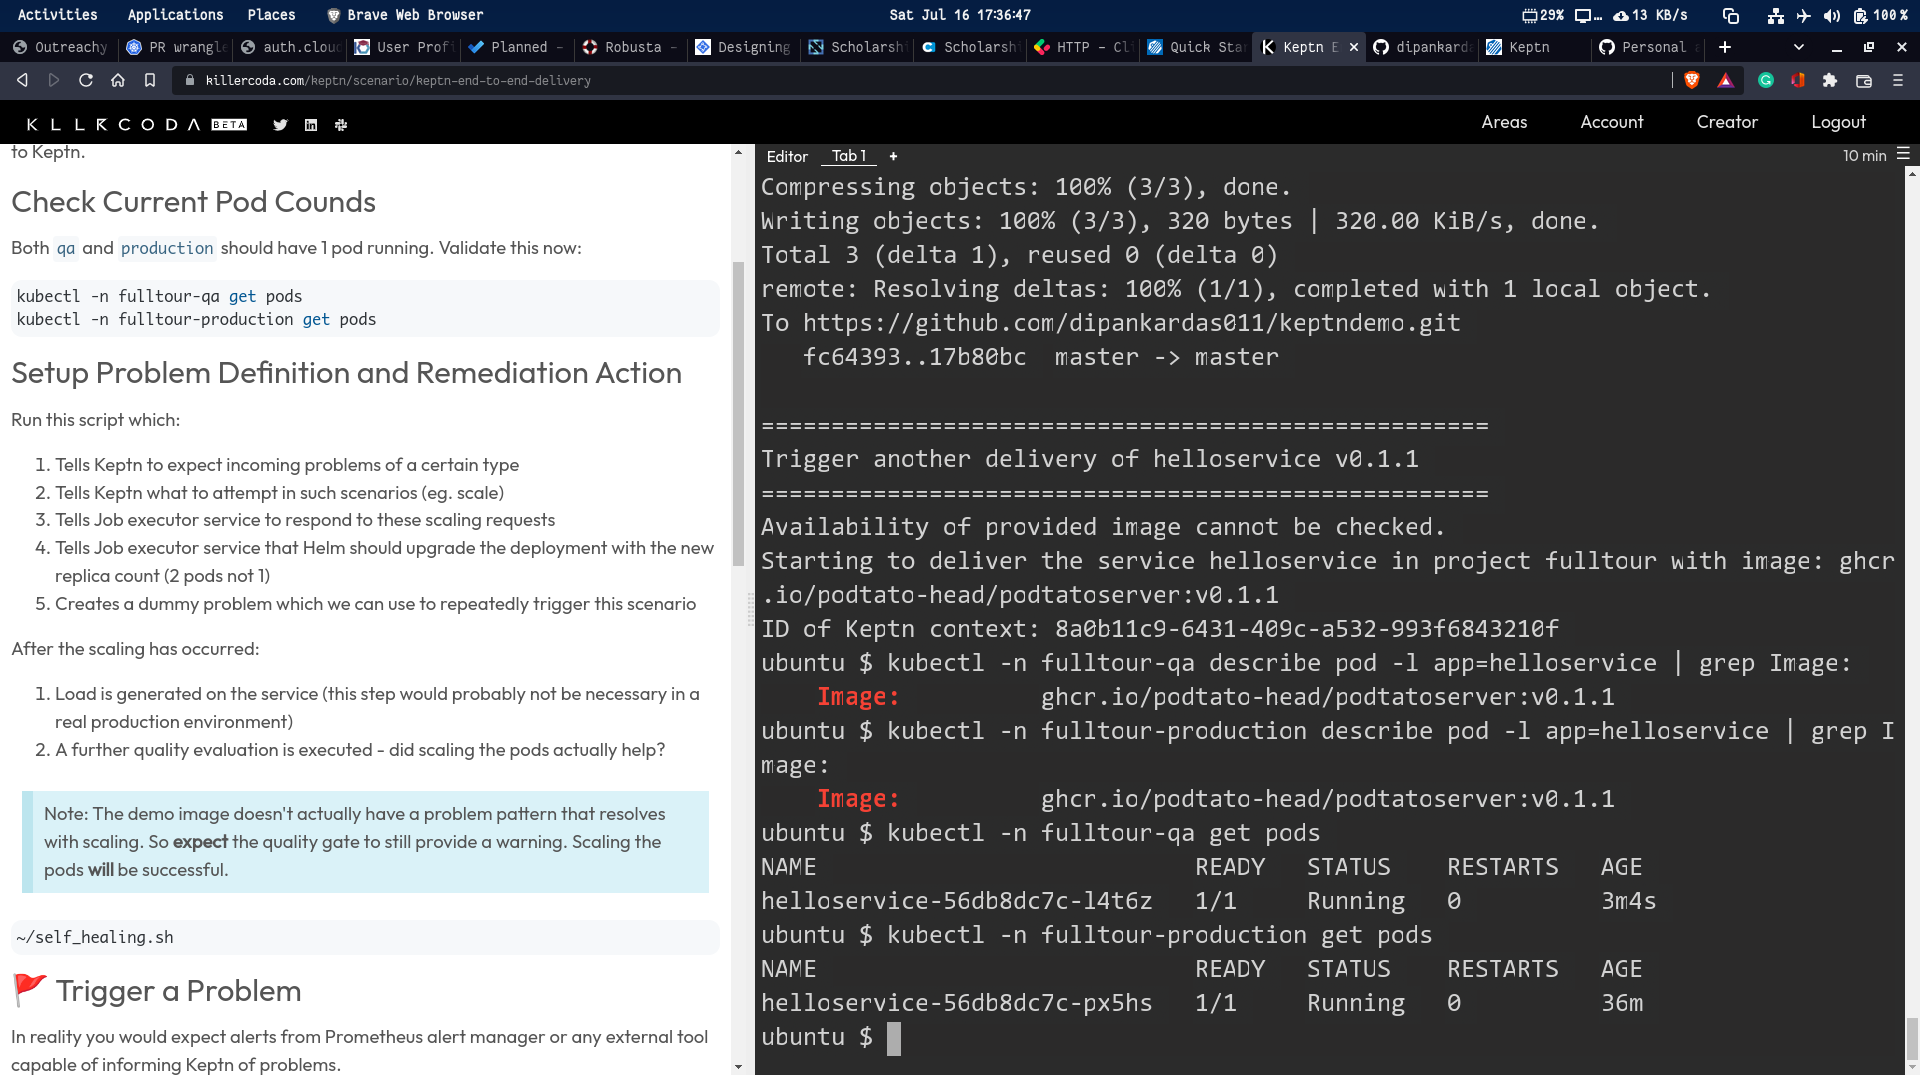 Activities Applications Places Brave Web Browser Sat Jul 16 17:36:47 29% ... 13 KB/s 100 %
Outreachy PR wrangle auth.clou User Prof Planned - Robusta - Designing Scholarsh Scholarsh HTTP - Cl Quick Sta Keptn E dipankard Keptn Personal
killercoda.com/keptn/scenario/keptn-end-to-end-delivery
KLLRCODA BETA Areas Account Creator Logout
to Keptn.
Check Current Pod Counds
Both qa and production should have 1 pod running. Validate this now:
kubectl -n fulltour-qa get pods
kubectl -n fulltour-production get pods
Setup Problem Definition and Remediation Action
Run this script which:
1. Tells Keptn to expect incoming problems of a certain type
2. Tells Keptn what to attempt in such scenarios (eg. scale)
3. Tells Job executor service to respond to these scaling requests
4. Tells Job executor service that Helm should upgrade the deployment with the new
replica count (2 pods not 1)
5. Creates a dummy problem which we can use to repeatedly trigger this scenario
After the scaling has occurred:
1. Load is generated on the service (this step would probably not be necessary in a
real production environment)
2. A further quality evaluation is executed - did scaling the pods actually help?
Note: The demo image doesn't actually have a problem pattern that resolves
with scaling. So expect the quality gate to still provide a warning. Scaling the
pods will be successful.
~/self_healing.sh
🚩 Trigger a Problem
In reality you would expect alerts from Prometheus alert manager or any external tool
capable of informing Keptn of problems.
Editor Tab 1 + 10 min
Compressing objects: 100% (3/3), done.
Writing objects: 100% (3/3), 320 bytes | 320.00 KiB/s, done.
Total 3 (delta 1), reused 0 (delta 0)
remote: Resolving deltas: 100% (1/1), completed with 1 local object.
To https://github.com/dipankardas011/keptndemo.git
fc64393..17b80bc master -> master
====================================================
Trigger another delivery of helloservice v0.1.1
====================================================
Availability of provided image cannot be checked.
Starting to deliver the service helloservice in project fulltour with image: ghcr
.io/podtato-head/podtatoserver:v0.1.1
ID of Keptn context: 8a0b11c9-6431-409c-a532-993f6843210f
ubuntu $ kubectl -n fulltour-qa describe pod -l app=helloservice | grep Image:
Image: ghcr.io/podtato-head/podtatoserver:v0.1.1
ubuntu $ kubectl -n fulltour-production describe pod -l app=helloservice | grep I
mage:
Image: ghcr.io/podtato-head/podtatoserver:v0.1.1
ubuntu $ kubectl -n fulltour-qa get pods
NAME READY STATUS RESTARTS AGE
helloservice-56db8dc7c-l4t6z 1/1 Running 0 3m4s
ubuntu $ kubectl -n fulltour-production get pods
NAME READY STATUS RESTARTS AGE
helloservice-56db8dc7c-px5hs 1/1 Running 0 36m
ubuntu $